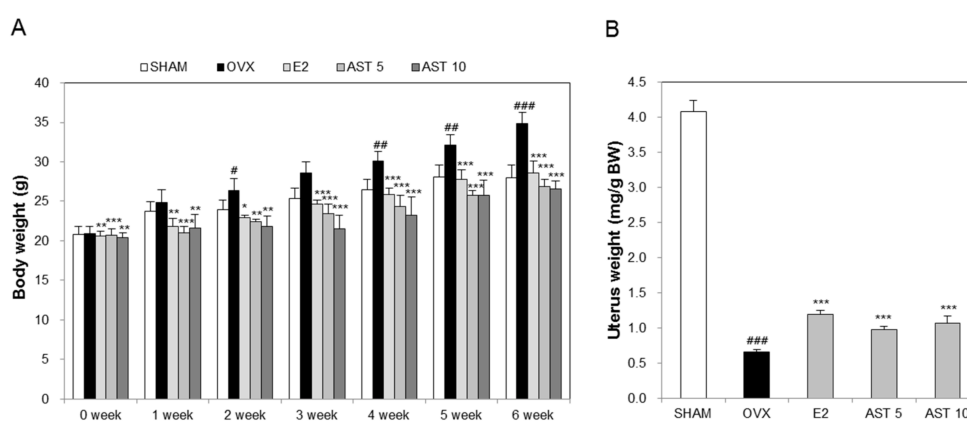 A
B
SHAM OVX E2 AST 5 AST 10
Body weight (g)
40
35
30
25
20
15
10
5
0
** *** **
** *** **
# * ** **
*** *** ***
## *** *** ***
## *** *** ***
### *** *** ***
0 week 1 week 2 week 3 week 4 week 5 week 6 week
Uterus weight (mg/g BW)
4.5
4.0
3.5
3.0
2.5
2.0
1.5
1.0
0.5
0.0
### *** *** ***
SHAM OVX E2 AST 5 AST 10